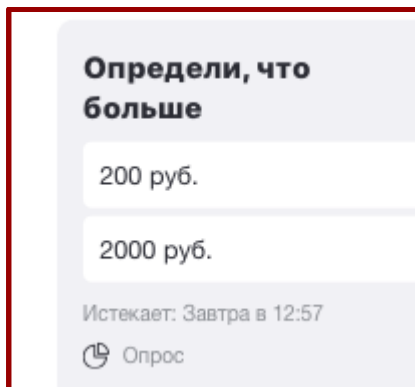 Определи, что
больше
200 руб.
2000 руб.
Истекает: Завтра в 12:57
Опрос